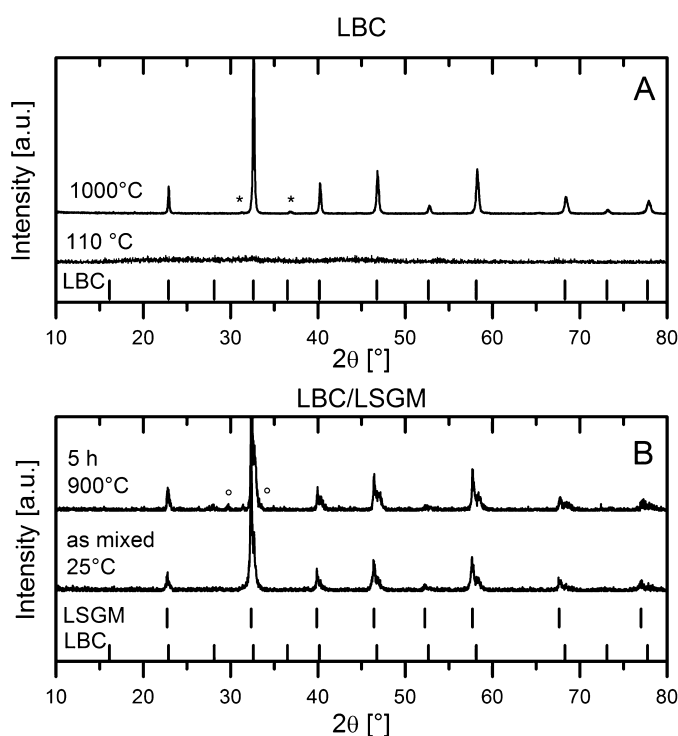 LBC
A
Intensity [a.u.]
1000°C
* *
110 °C
LBC
10 20 30 40 50 60 70 80
2θ [°]
LBC/LSGM
B
Intensity [a.u.]
5 h
900°C
as mixed
25°C
LSGM
LBC
10 20 30 40 50 60 70 80
2θ [°]